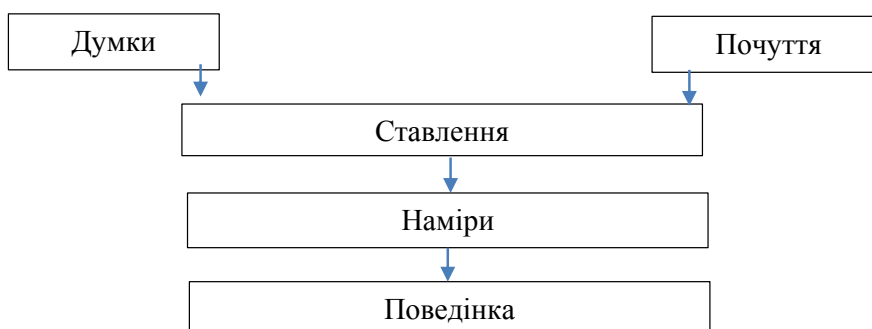 Думки
Почуття
Ставлення
Наміри
Поведінка